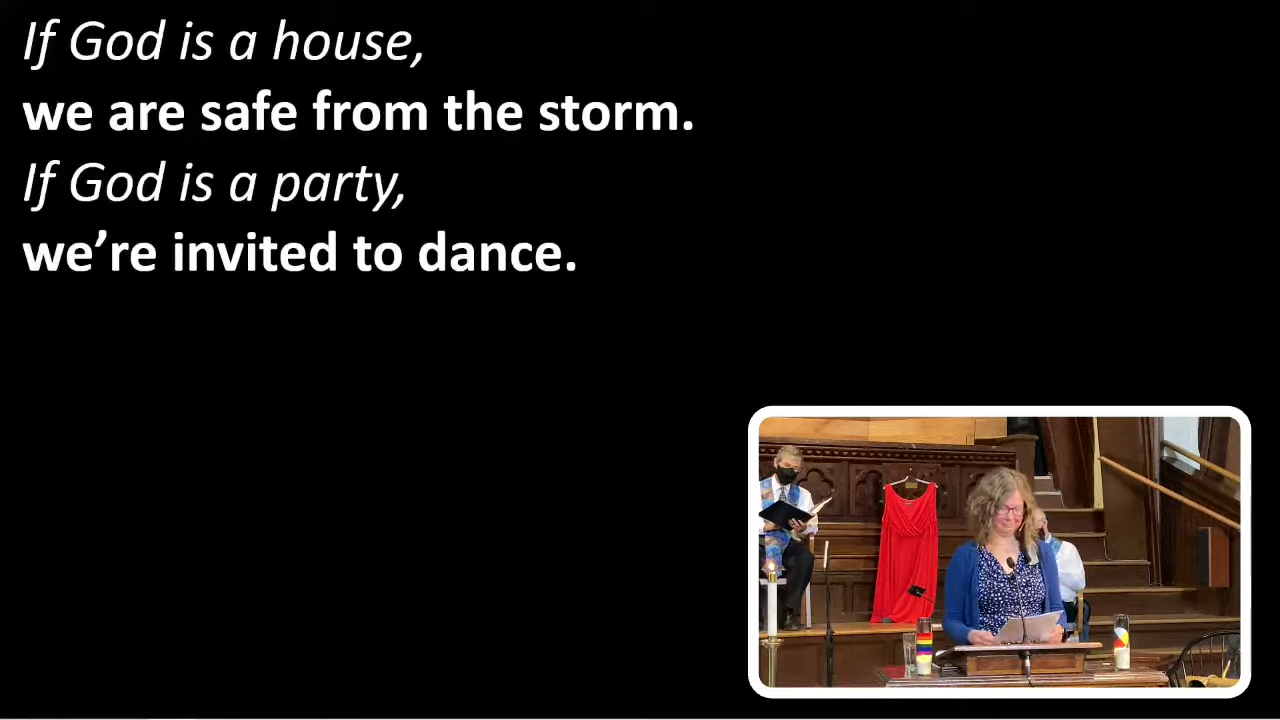 If God is a house,
we are safe from the storm.
If God is a party,
we’re invited to dance.